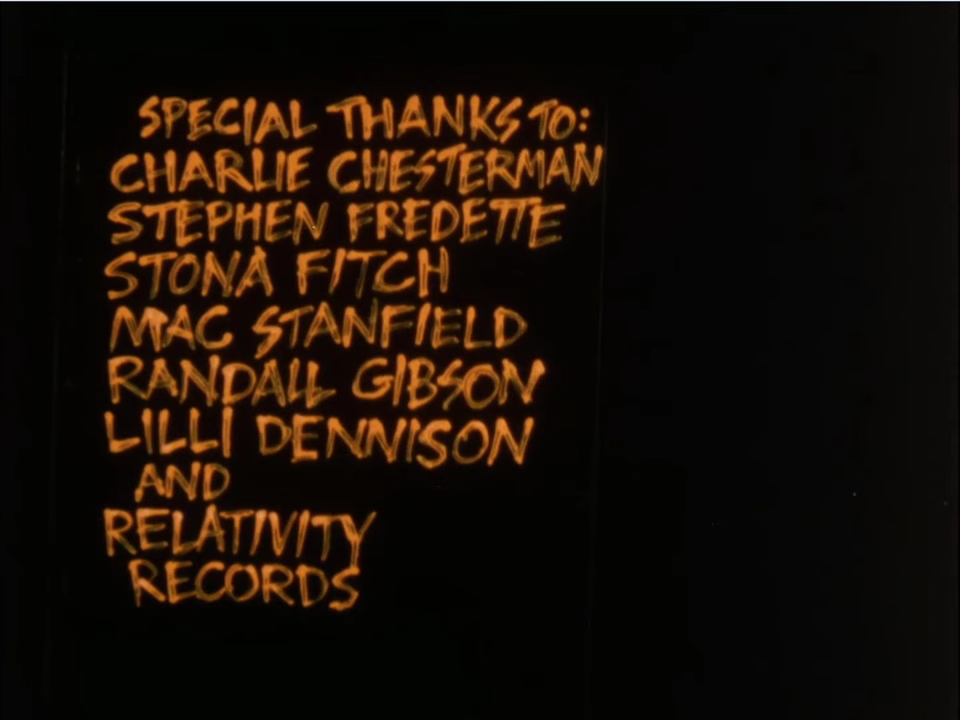 SPECIAL THANKS TO:
CHARLIE CHESTERMAN
STEPHEN FREDETTE
STONA FITCH
MAC STANFIELD
RANDALL GIBSON
LILLI DENNISON
AND
RELATIVITY
RECORDS